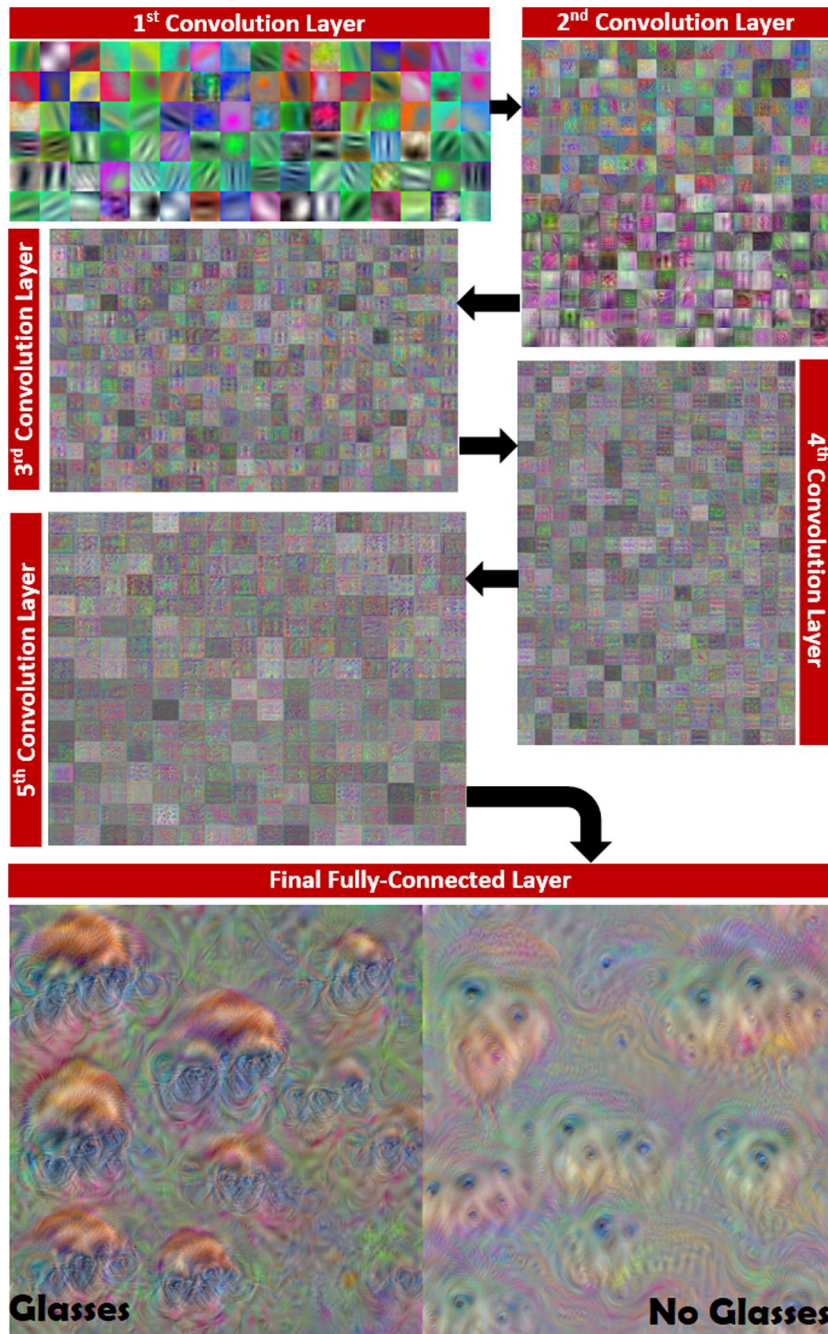 1st Convolution Layer
2nd Convolution Layer
3rd Convolution Layer
4th Convolution Layer
5th Convolution Layer
Final Fully-Connected Layer
Glasses
No Glasses